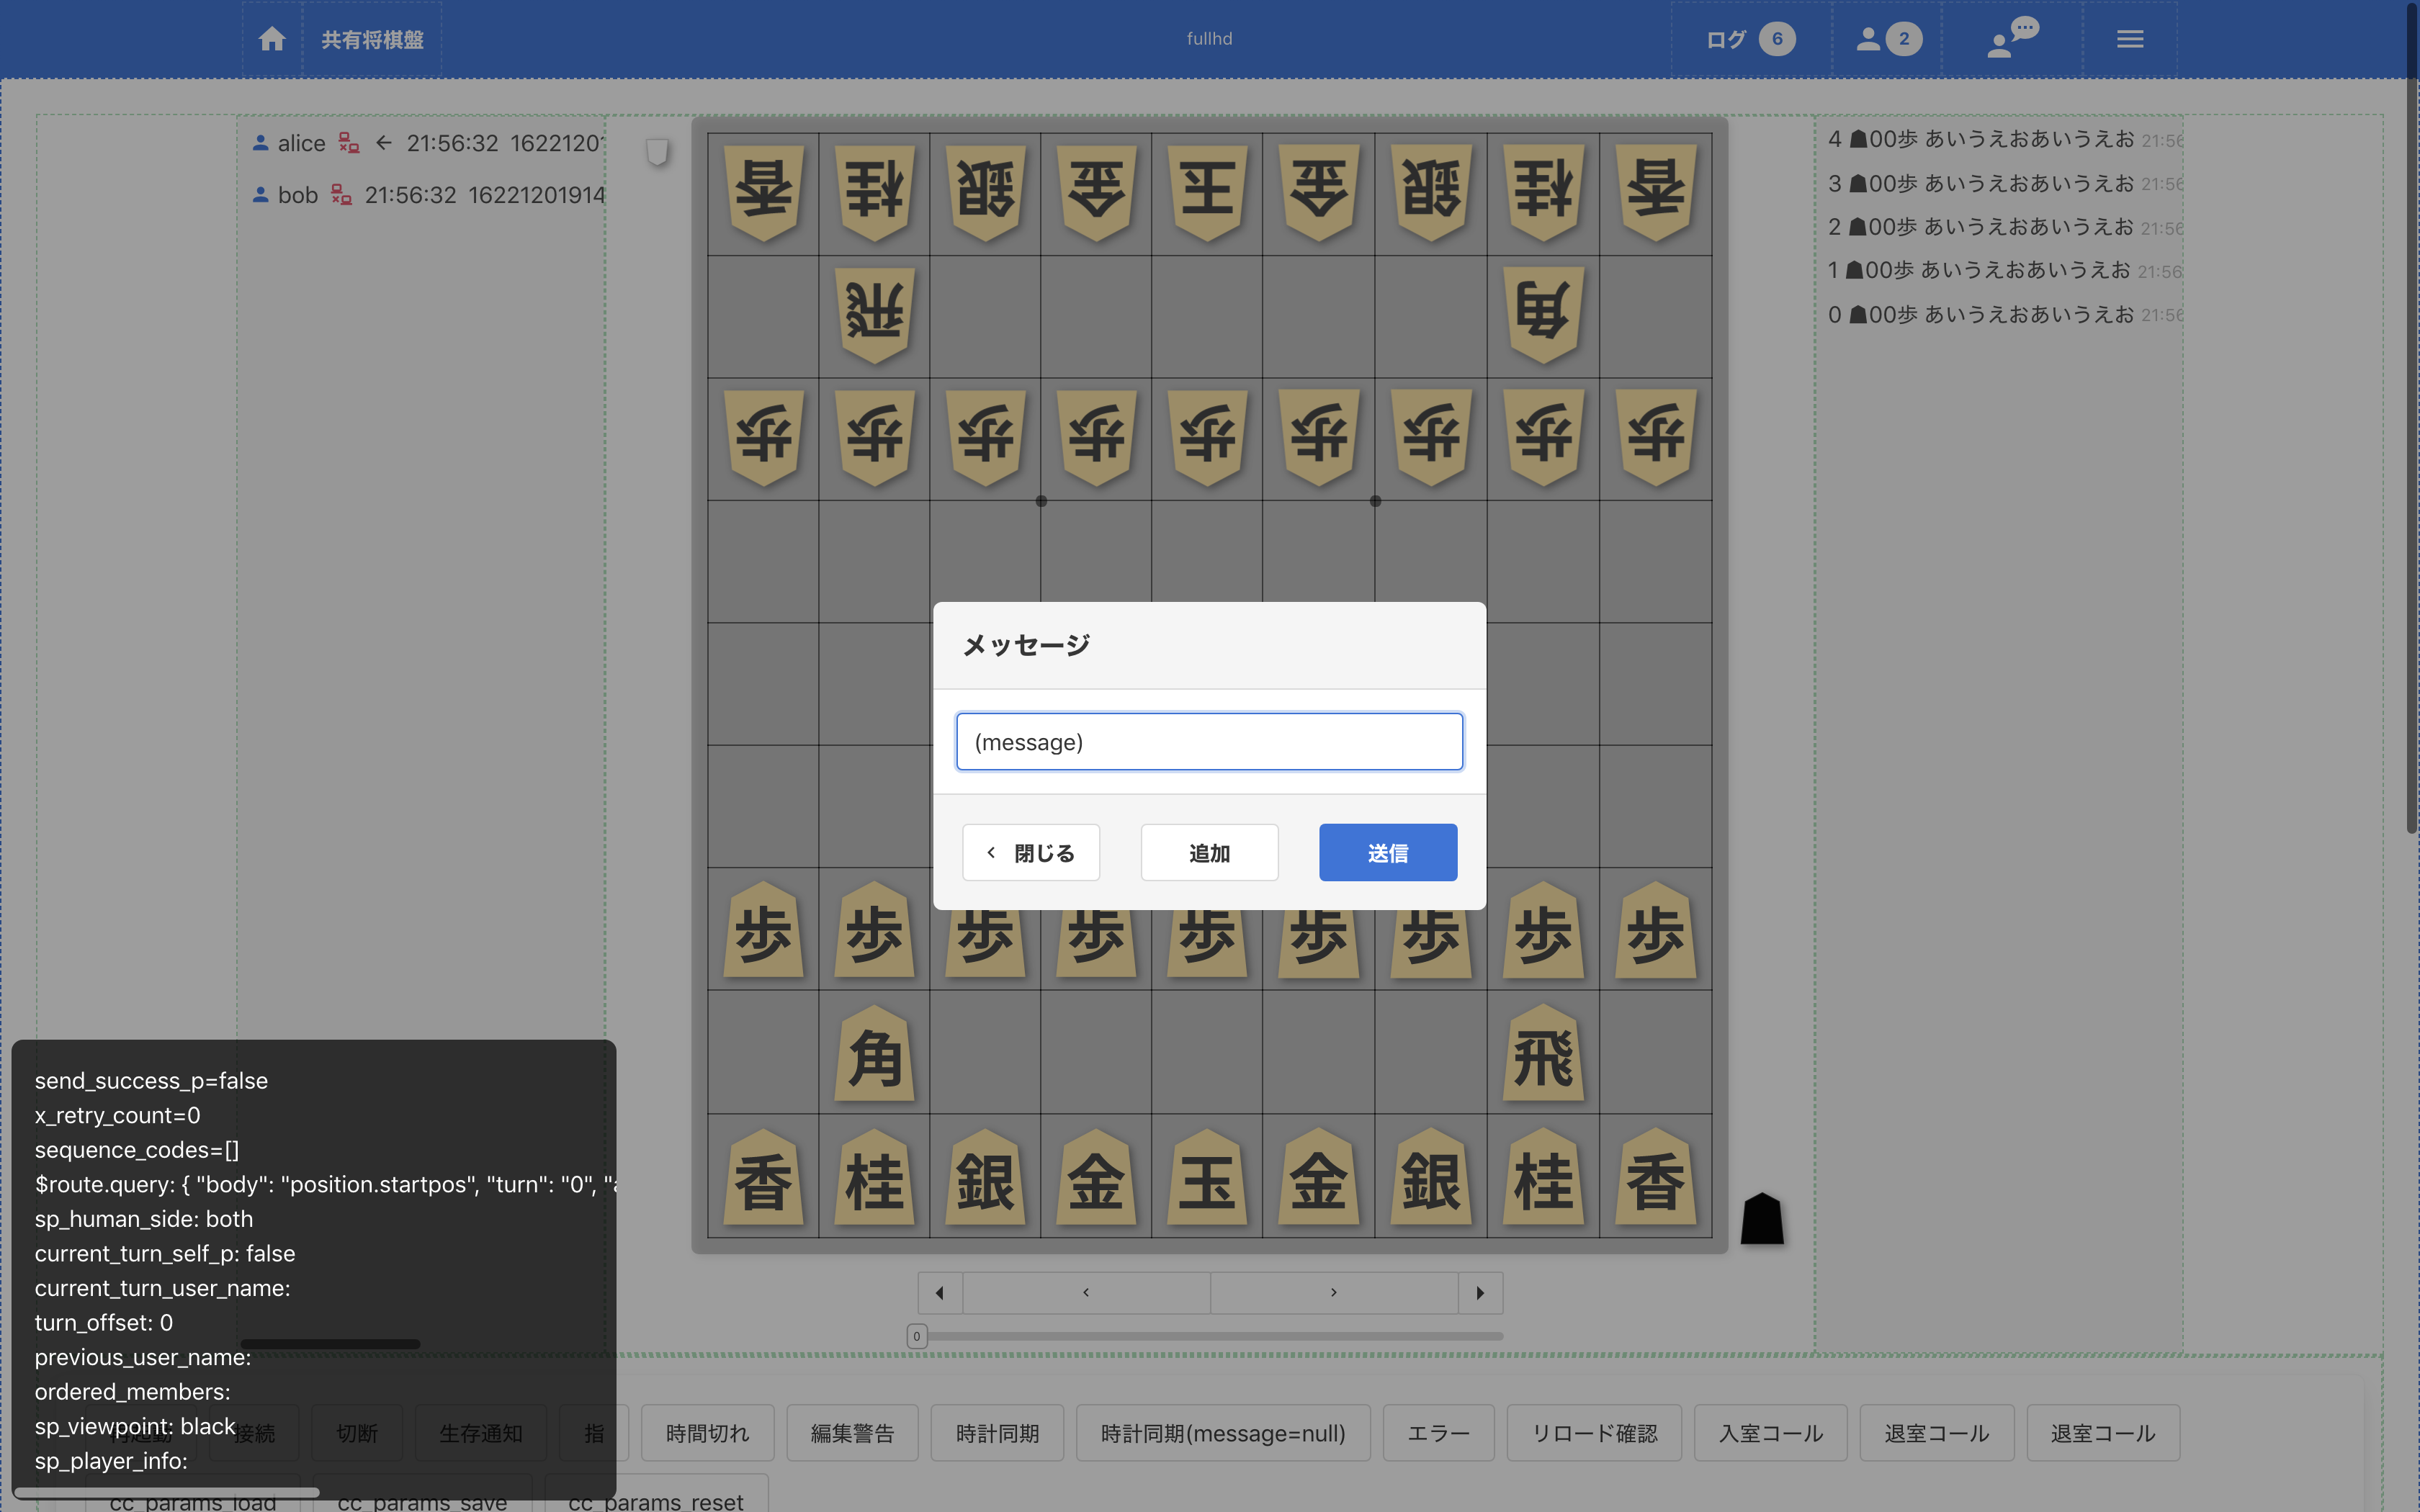 共有将棋盤
fullhd
ログ 6
2
alice ← 21:56:32 1622120
bob 21:56:32 16221201914
香 桂 銀 金 玉 金 銀 桂 香
飛 角
歩 歩 歩 歩 歩 歩 歩 歩 歩
4 ☗00歩 あいうえおあいうえお 21:56
3 ☗00歩 あいうえおあいうえお 21:56
2 ☗00歩 あいうえおあいうえお 21:56
1 ☗00歩 あいうえおあいうえお 21:56
0 ☗00歩 あいうえおあいうえお 21:56
メッセージ
(message)
閉じる 追加 送信
歩 歩 歩 歩 歩 歩 歩 歩 歩
角 飛
香 桂 銀 金 玉 金 銀 桂 香
0
send_success_p=false
x_retry_count=0
sequence_codes=[]
$route.query: { "body": "position.startpos", "turn": "0", "a
sp_human_side: both
current_turn_self_p: false
current_turn_user_name:
turn_offset: 0
previous_user_name:
ordered_members:
sp_viewpoint: black
sp_player_info:
再起動 接続 切断 生存通知 指 時間切れ 編集警告 時計同期 時計同期(message=null) エラー リロード確認 入室コール 退室コール 退室コール
cc_params_load cc_params_save cc_params_reset